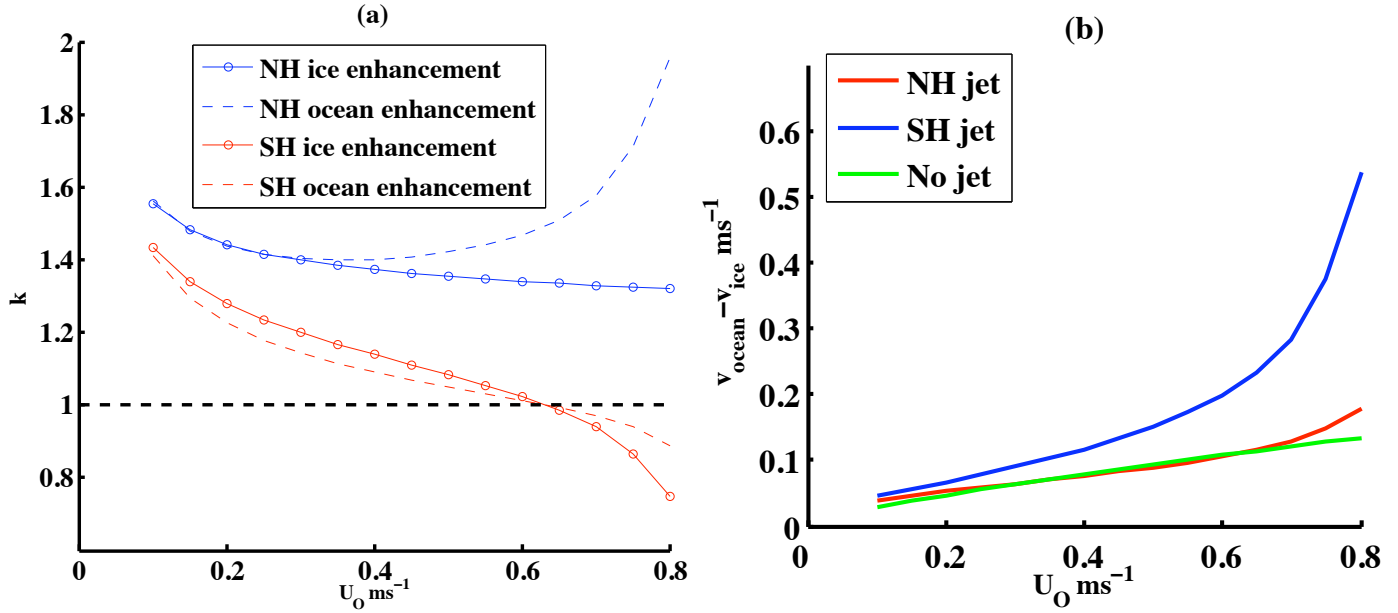 (a)
NH ice enhancement
NH ocean enhancement
SH ice enhancement
SH ocean enhancement
2
1.8
1.6
1.4
1.2
1
0.8
k
0
0.2
0.4
0.6
0.8
U_O ms⁻¹
(b)
NH jet
SH jet
No jet
0.6
0.5
0.4
0.3
0.2
0.1
0
v_ocean−v_ice ms⁻¹
0
0.2
0.4
0.6
0.8
U_O ms⁻¹